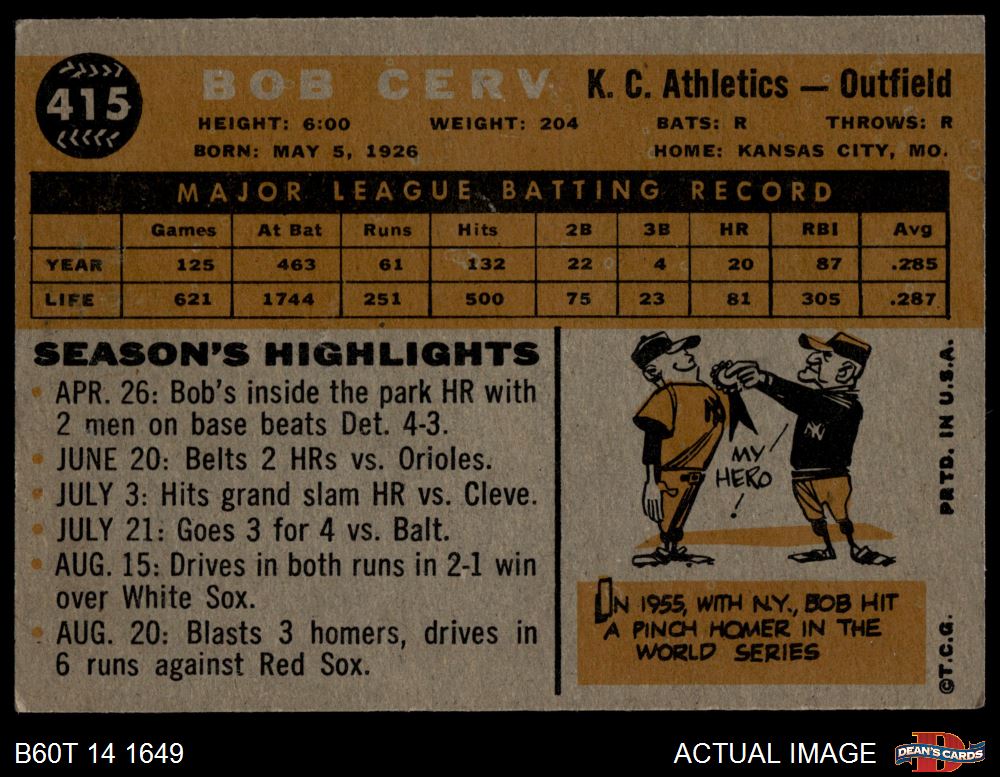 415
BOB CERV K. C. Athletics — Outfield
HEIGHT: 6:00 WEIGHT: 204 BATS: R THROWS: R
BORN: MAY 5, 1926 HOME: KANSAS CITY, MO.
MAJOR LEAGUE BATTING RECORD
Games At Bat Runs Hits 2B 3B HR RBI Avg
YEAR 125 463 61 132 22 4 20 87 .285
LIFE 621 1744 251 500 75 23 81 305 .287
SEASON'S HIGHLIGHTS
• APR. 26: Bob's inside the park HR with
2 men on base beats Det. 4-3.
• JUNE 20: Belts 2 HRs vs. Orioles.
• JULY 3: Hits grand slam HR vs. Cleve.
• JULY 21: Goes 3 for 4 vs. Balt.
• AUG. 15: Drives in both runs in 2-1 win
over White Sox.
• AUG. 20: Blasts 3 homers, drives in
6 runs against Red Sox.
NY
NY
MY
HERO
!
IN 1955, WITH N.Y., BOB HIT
A PINCH HOMER IN THE
WORLD SERIES
PRTD. IN U.S.A.
©T.C.G.
B60T 14 1649
ACTUAL IMAGE
D
DEAN'S CARDS